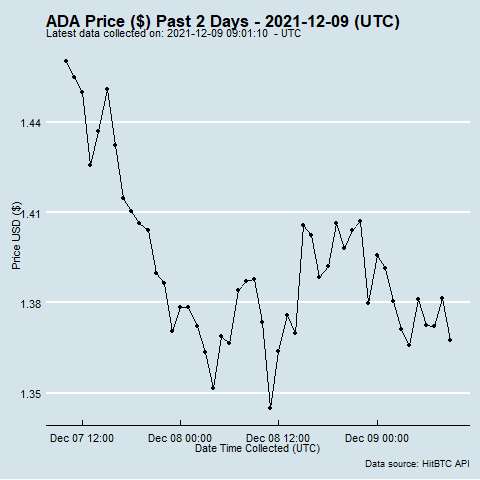 ADA Price ($) Past 2 Days - 2021-12-09 (UTC)
Latest data collected on: 2021-12-09 09:01:10 - UTC
1.44
1.41
1.38
1.35
Price USD ($)
Dec 07 12:00
Dec 08 00:00
Dec 08 12:00
Dec 09 00:00
Date Time Collected (UTC)
Data source: HitBTC API